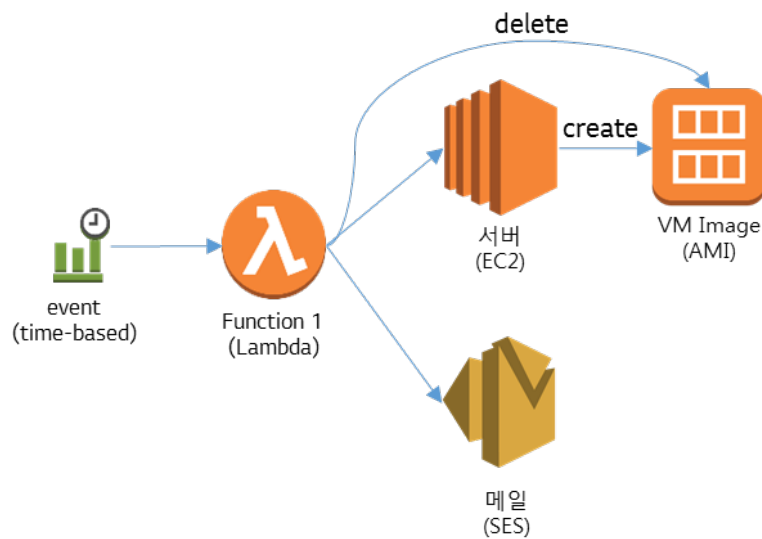 delete
create
서버
(EC2)
VM Image
(AMI)
event
(time-based)
Function 1
(Lambda)
메일
(SES)